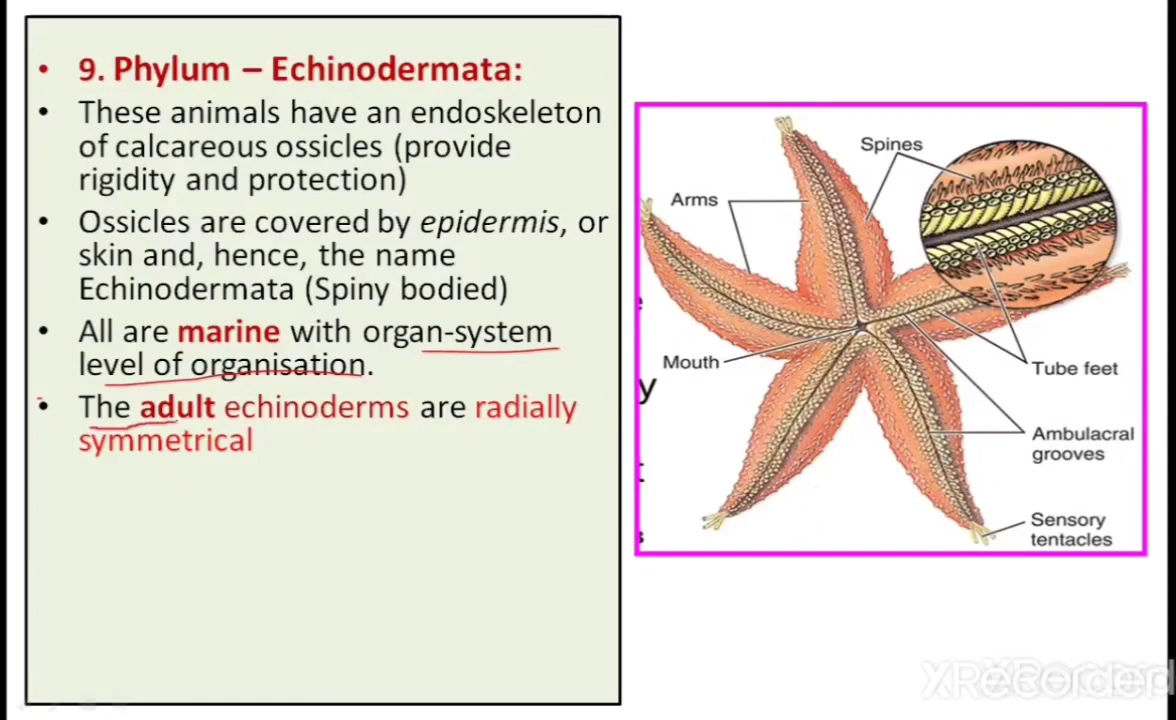 • 9. Phylum – Echinodermata:
• These animals have an endoskeleton
of calcareous ossicles (provide
rigidity and protection)
• Ossicles are covered by epidermis, or
skin and, hence, the name
Echinodermata (Spiny bodied)
• All are marine with organ-system
level of organisation.
• The adult echinoderms are radially
symmetrical
Spines
Arms
Mouth
Tube feet
Ambulacral
grooves
Sensory
tentacles
y
XRecorder